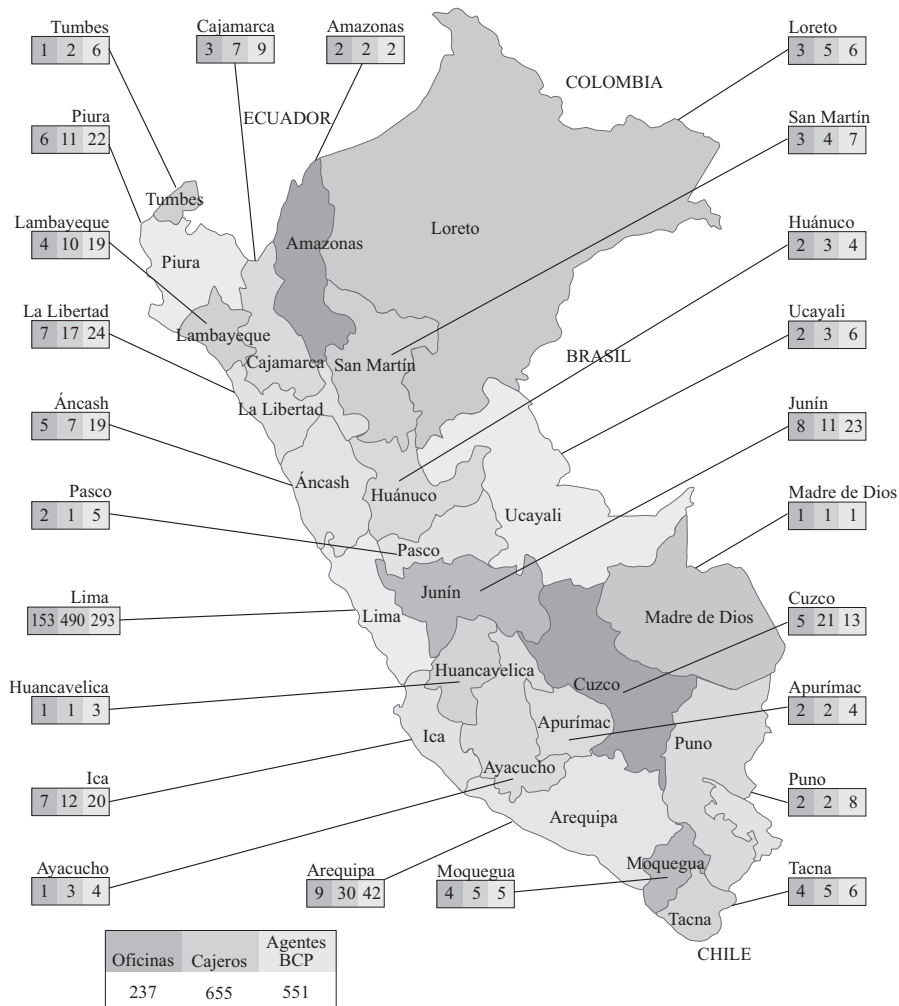 Tumbes
1 2 6
Cajamarca
3 7 9
Amazonas
2 2 2
Loreto
3 5 6
COLOMBIA
ECUADOR
Piura
6 11 22
San Martín
3 4 7
Tumbes
Lambayeque
4 10 19
Huánuco
2 3 4
Amazonas
Loreto
Piura
La Libertad
7 17 24
Ucayali
2 3 6
Lambayeque
Cajamarca
San Martín
BRASIL
La Libertad
Áncash
5 7 19
Junín
8 11 23
Áncash
Huánuco
Pasco
2 1 5
Madre de Dios
1 1 1
Ucayali
Pasco
Lima
153 490 293
Junín
Lima
Madre de Dios
Cuzco
5 21 13
Huancavelica
1 1 3
Huancavelica
Cuzco
Apurímac
2 2 4
Apurímac
Ica
Puno
Ica
7 12 20
Ayacucho
Puno
2 2 8
Arequipa
Ayacucho
1 3 4
Arequipa
9 30 42
Moquegua
4 5 5
Moquegua
Tacna
4 5 6
Tacna
CHILE
Oficinas Cajeros Agentes
BCP
237 655 551